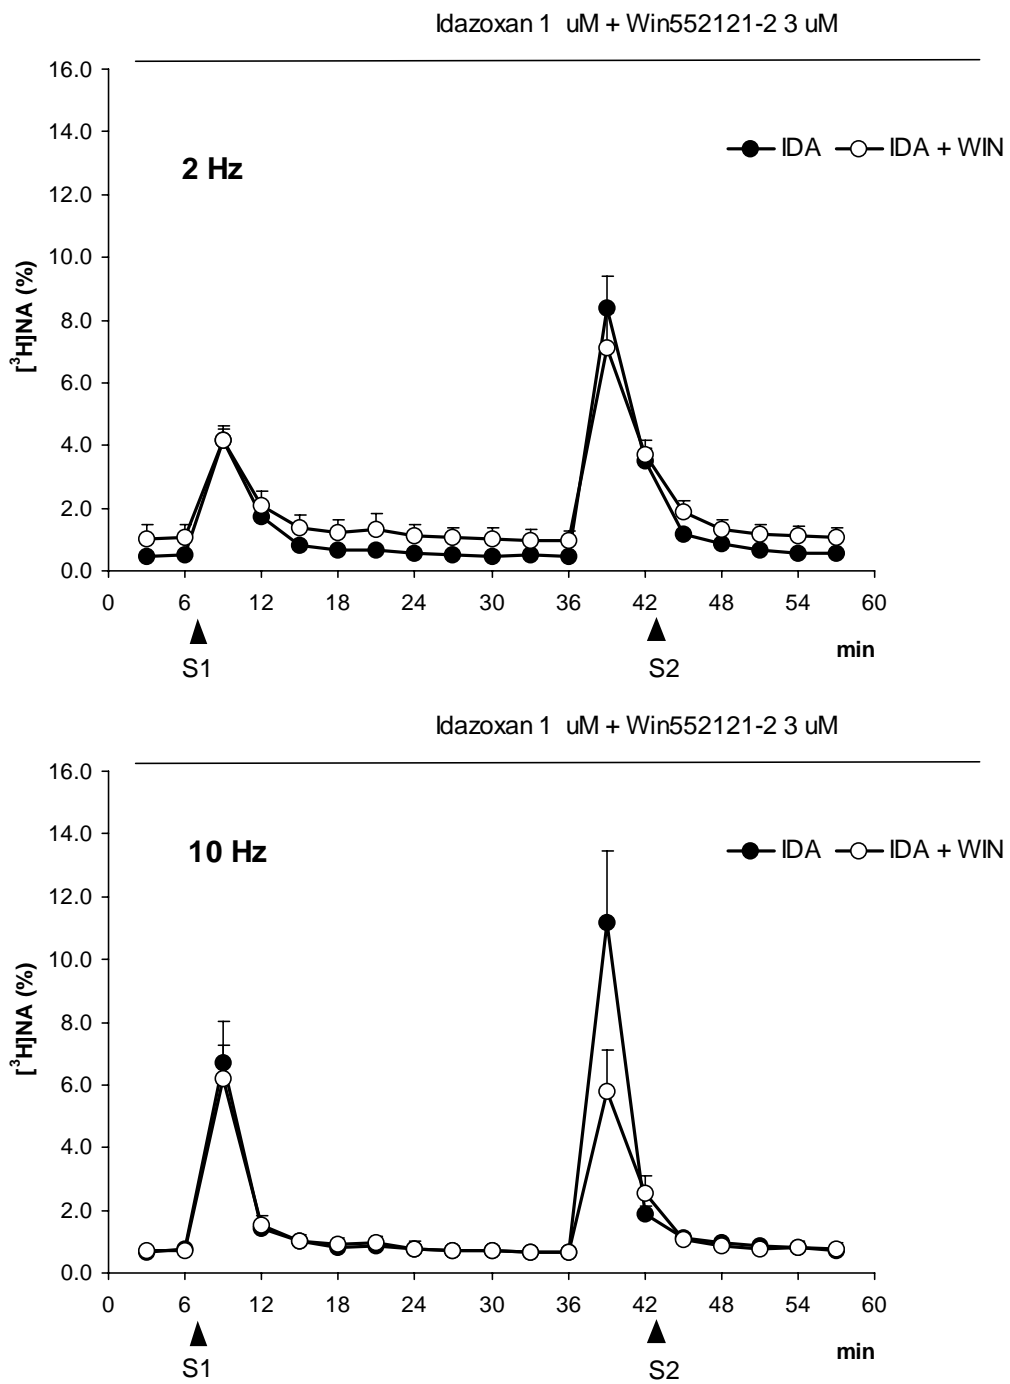 Idazoxan 1 uM + Win552121-2 3 uM
16.0
14.0
12.0
10.0
8.0
6.0
4.0
2.0
0.0
[³H]NA (%)
2 Hz
IDA IDA + WIN
0 6 12 18 24 30 36 42 48 54 60
S1 S2 min
Idazoxan 1 uM + Win552121-2 3 uM
16.0
14.0
12.0
10.0
8.0
6.0
4.0
2.0
0.0
[³H]NA (%)
10 Hz
IDA IDA + WIN
0 6 12 18 24 30 36 42 48 54 60
S1 S2 min